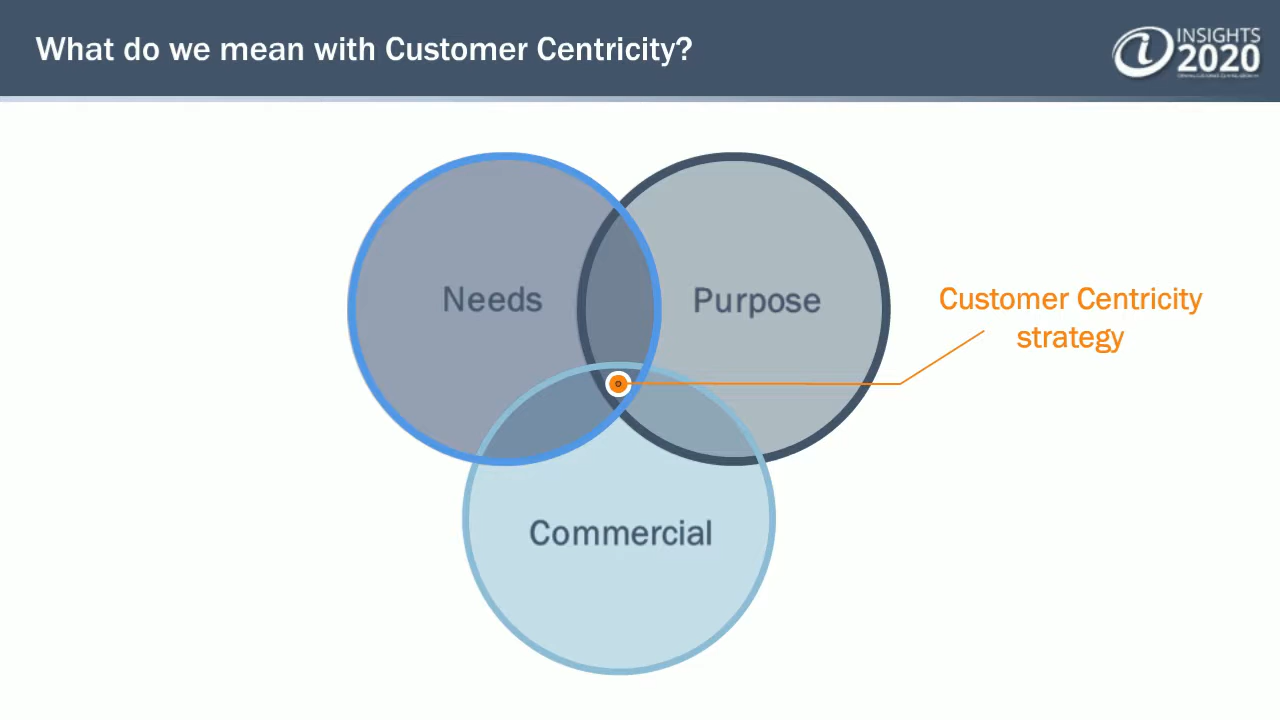 What do we mean with Customer Centricity?
INSIGHTS
2020
Needs
Purpose
Customer Centricity
strategy
Commercial